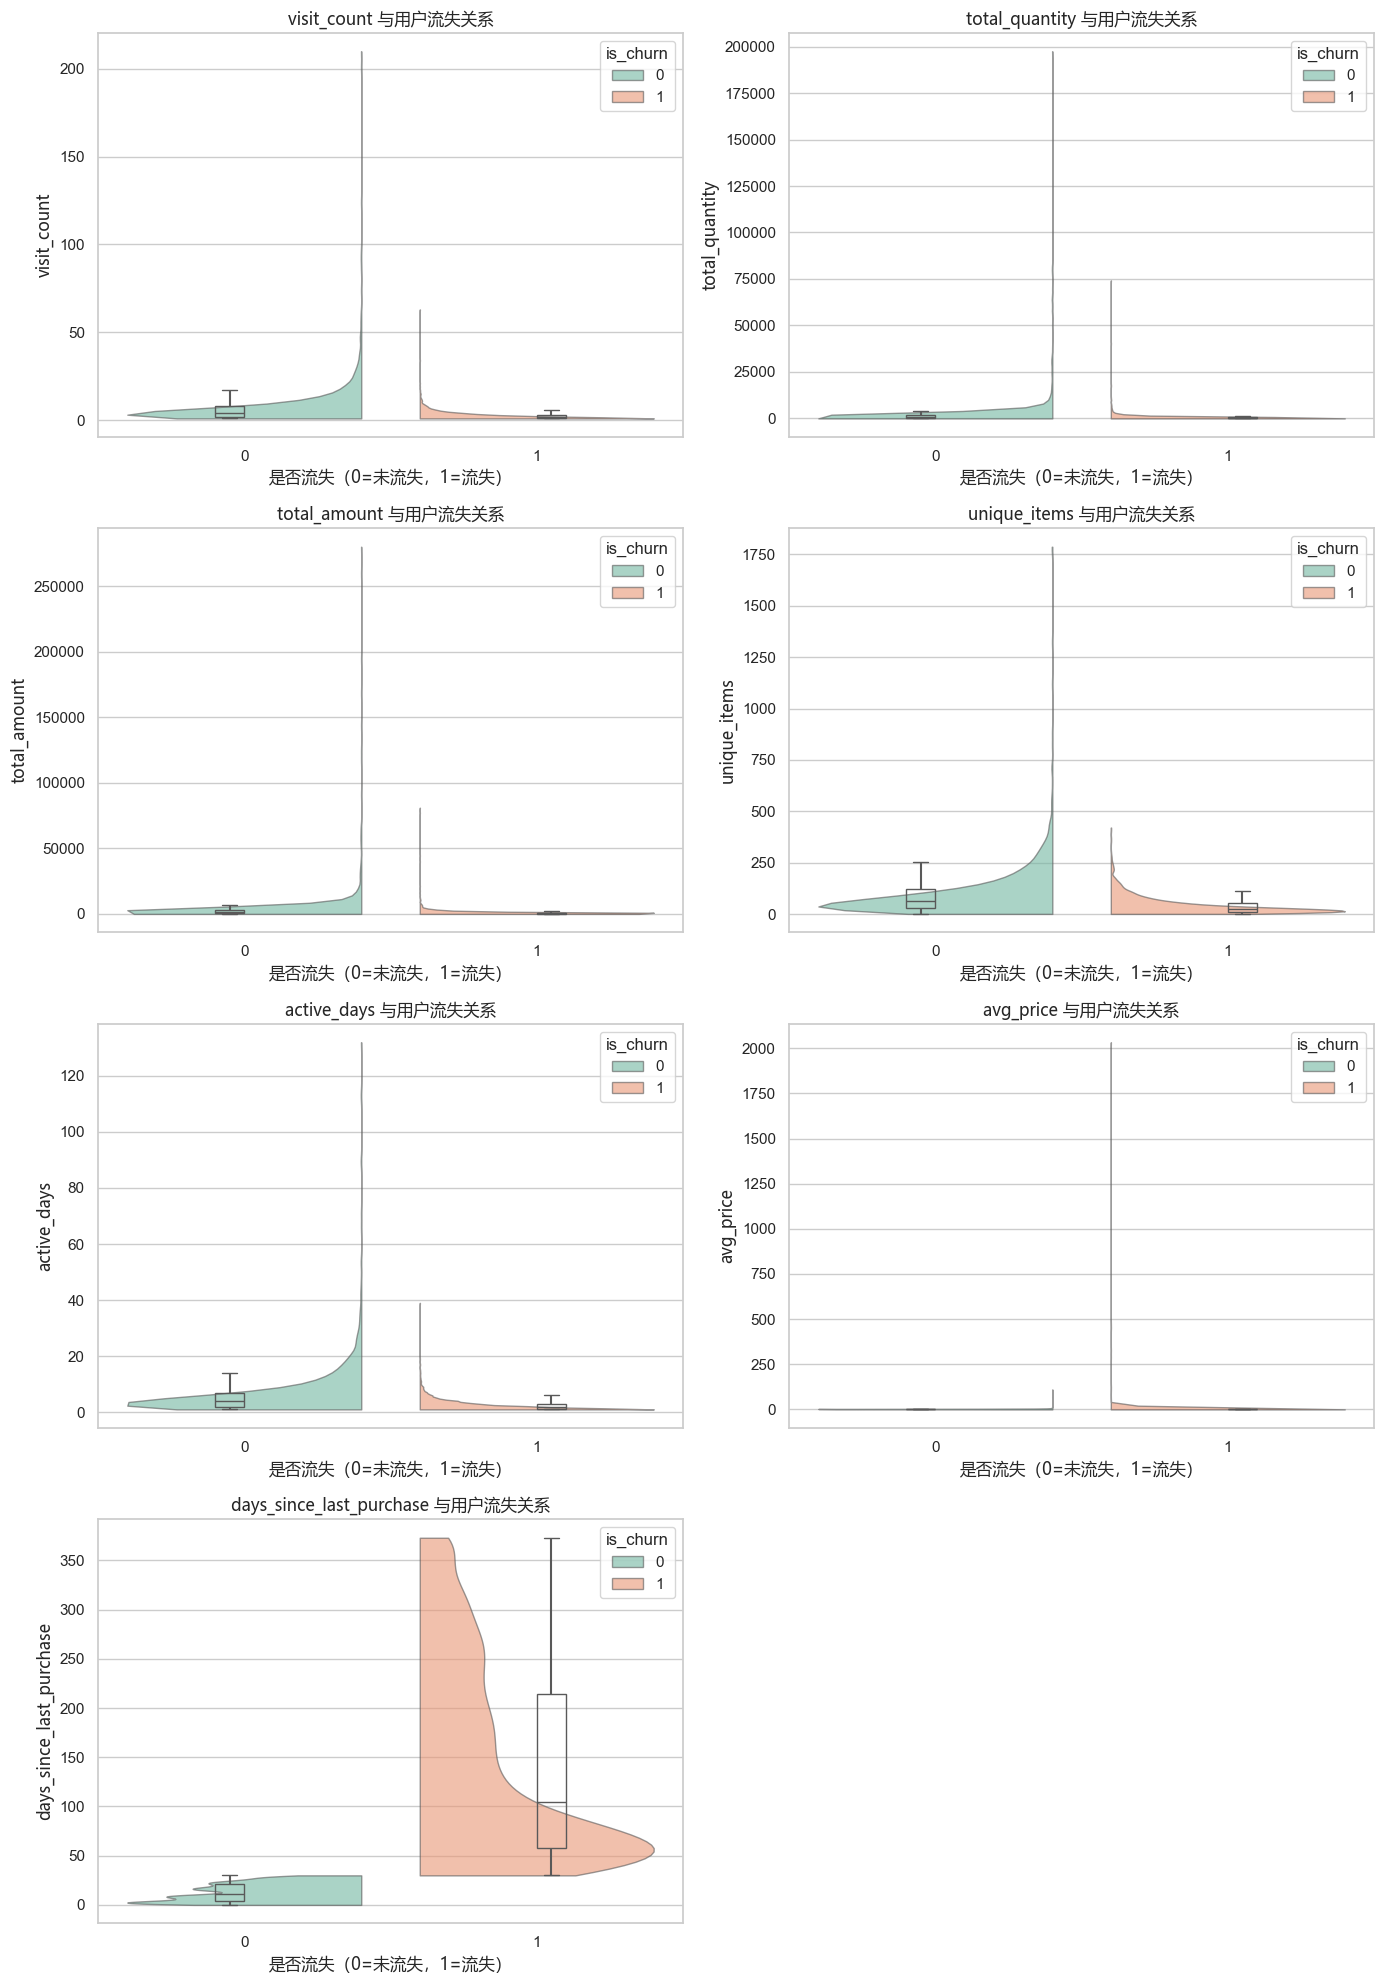 visit_count 与用户流失关系
visit_count
200
150
100
50
0
is_churn
0
1
0
1
是否流失（0=未流失，1=流失）
total_quantity 与用户流失关系
total_quantity
200000
175000
150000
125000
100000
75000
50000
25000
0
is_churn
0
1
0
1
是否流失（0=未流失，1=流失）
total_amount 与用户流失关系
total_amount
250000
200000
150000
100000
50000
0
is_churn
0
1
0
1
是否流失（0=未流失，1=流失）
unique_items 与用户流失关系
unique_items
1750
1500
1250
1000
750
500
250
0
is_churn
0
1
0
1
是否流失（0=未流失，1=流失）
active_days 与用户流失关系
active_days
120
100
80
60
40
20
0
is_churn
0
1
0
1
是否流失（0=未流失，1=流失）
avg_price 与用户流失关系
avg_price
2000
1750
1500
1250
1000
750
500
250
0
is_churn
0
1
0
1
是否流失（0=未流失，1=流失）
days_since_last_purchase 与用户流失关系
days_since_last_purchase
350
300
250
200
150
100
50
0
is_churn
0
1
0
1
是否流失（0=未流失，1=流失）